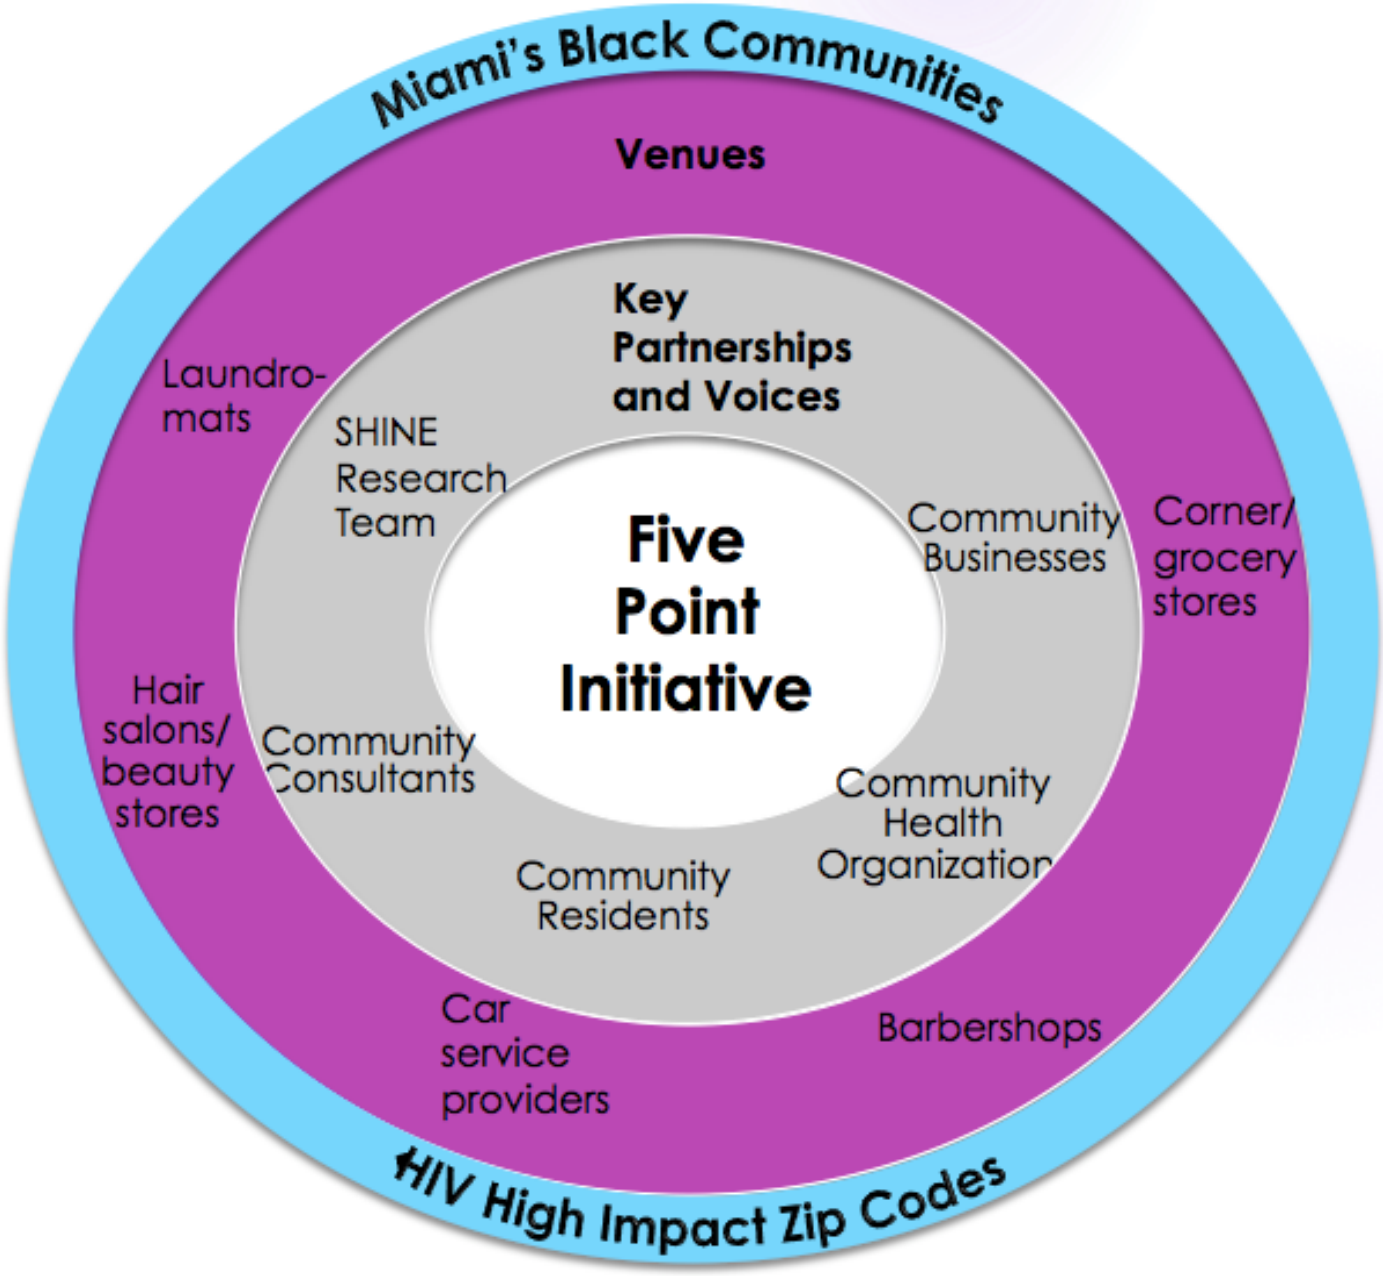 Miami's Black Communities
Venues
Key
Partnerships
and Voices
Laundro-
mats
SHINE
Research
Team
Community
Businesses
Corner/
grocery
stores
Five
Point
Initiative
Hair
salons/
beauty
stores
Community
Consultants
Community
Health
Organization
Community
Residents
Car
service
providers
Barbershops
HIV High Impact Zip Codes